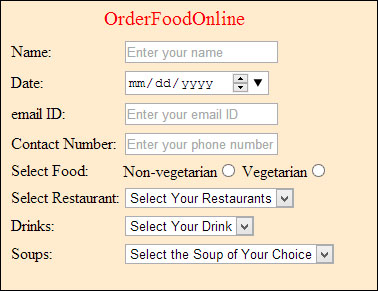 OrderFoodOnline
Name: Enter your name
Date: mm/dd/yyyy
email ID: Enter your email ID
Contact Number: Enter your phone number
Select Food: Non-vegetarian Vegetarian
Select Restaurant: Select Your Restaurants
Drinks: Select Your Drink
Soups: Select the Soup of Your Choice